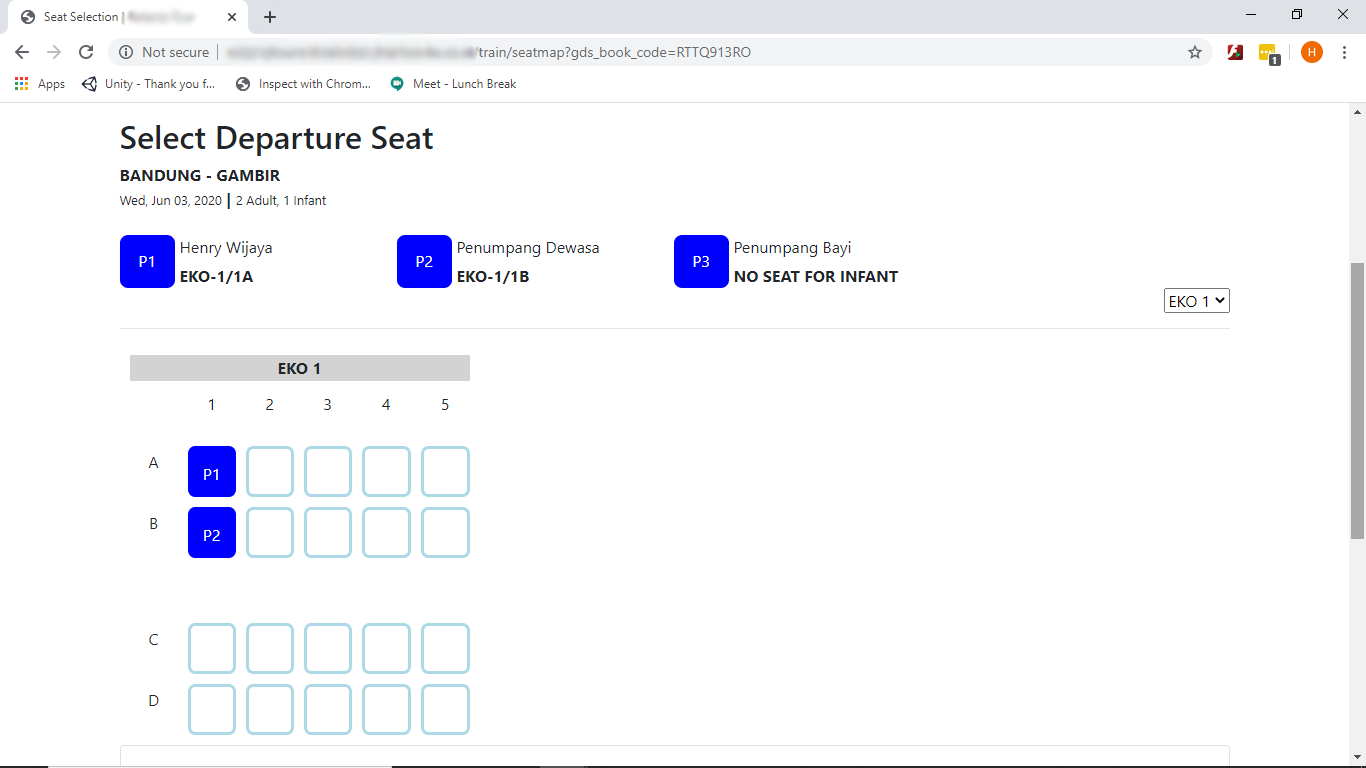 Seat Selection |
Not secure
/train/seatmap?gds_book_code=RTTQ913RO
1
H
Apps
Unity - Thank you f...
Inspect with Chrom...
Meet - Lunch Break
Select Departure Seat
BANDUNG - GAMBIR
Wed, Jun 03, 2020 | 2 Adult, 1 Infant
P1 Henry Wijaya
EKO-1/1A
P2 Penumpang Dewasa
EKO-1/1B
P3 Penumpang Bayi
NO SEAT FOR INFANT
EKO 1
EKO 1
1 2 3 4 5
A P1
B P2
C
D